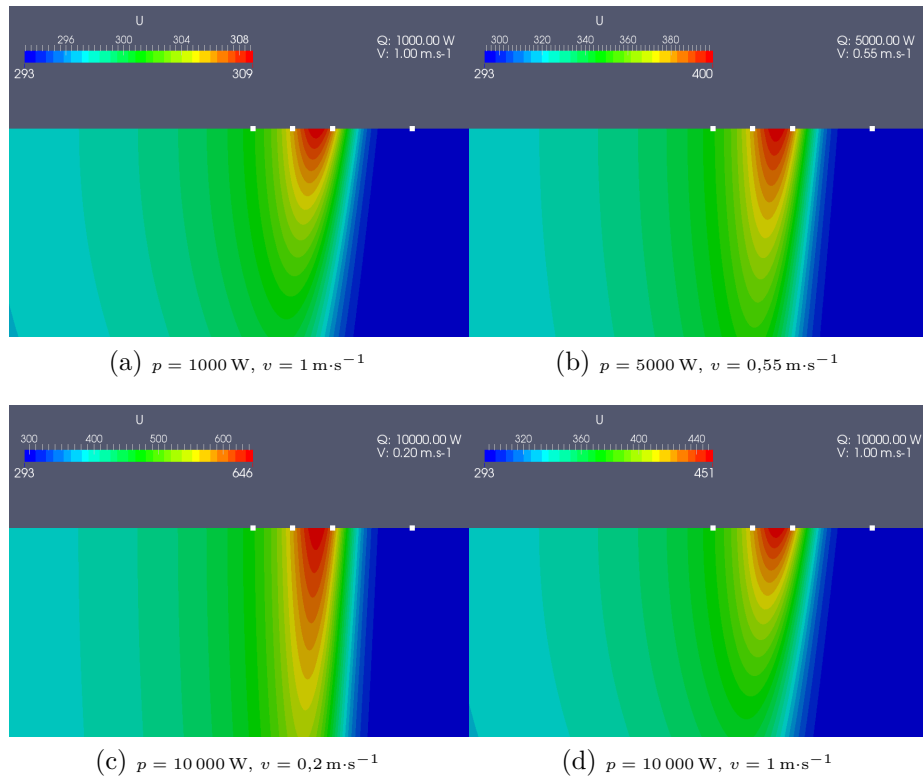 U
296 300 304 308
293 309
Q: 1000.00 W
V: 1.00 m.s-1
U
300 320 340 360 380
293 400
Q: 5000.00 W
V: 0.55 m.s-1
(a) p = 1000 W, v = 1 m·s⁻¹
(b) p = 5000 W, v = 0,55 m·s⁻¹
U
300 400 500 600
293 646
Q: 10000.00 W
V: 0.20 m.s-1
U
320 360 400 440
293 451
Q: 10000.00 W
V: 1.00 m.s-1
(c) p = 10 000 W, v = 0,2 m·s⁻¹
(d) p = 10 000 W, v = 1 m·s⁻¹